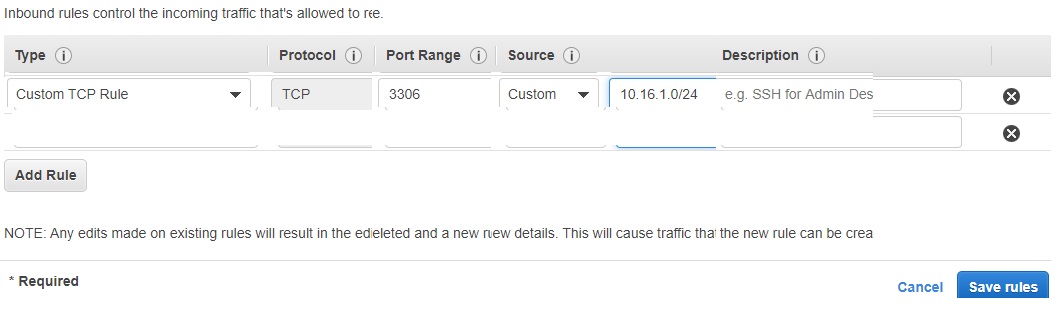 Inbound rules control the incoming traffic that's allowed to ree.
Type Protocol Port Range Source Description
Custom TCP Rule TCP 3306 Custom 10.16.1.0/24 e.g. SSH for Admin Des
Add Rule
NOTE: Any edits made on existing rules will result in the edieleted and a new ruew details. This will cause traffic that the new rule can be crea
* Required
Cancel Save rules